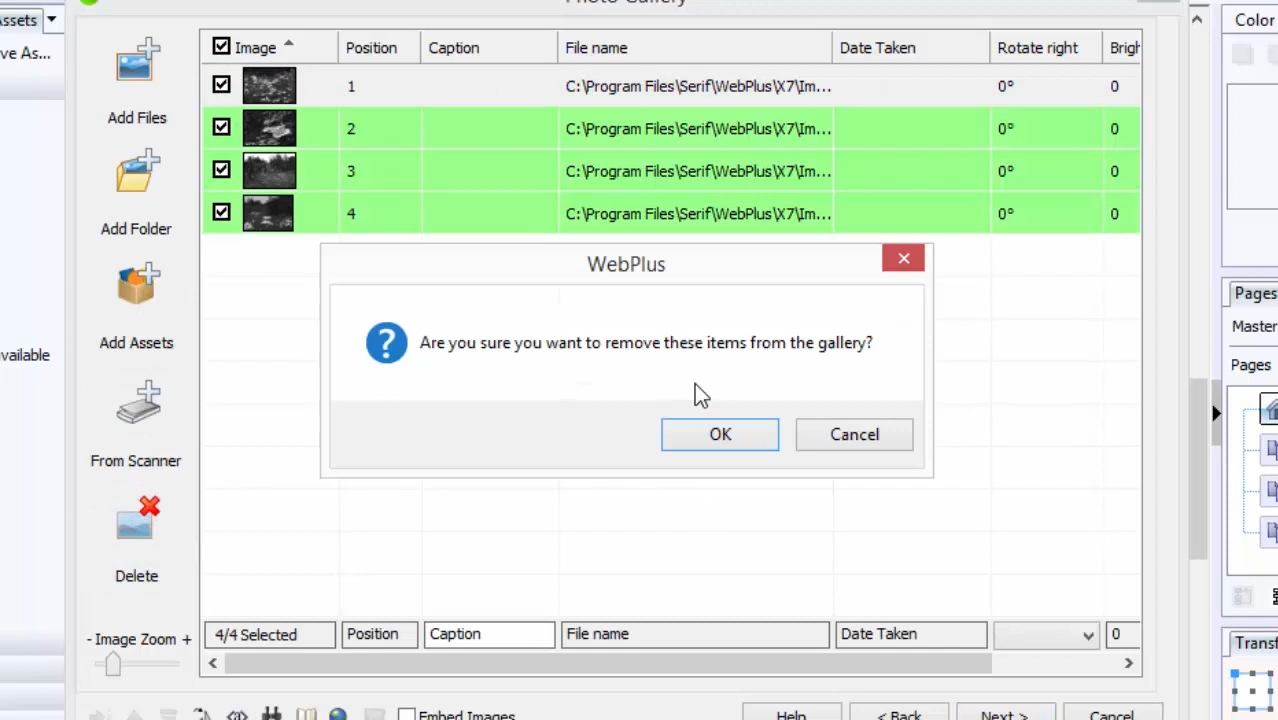 Photo Gallery
Assets
Color
ve As...
Image Position Caption File name Date Taken Rotate right Brigh
1 C:\Program Files\Serif\WebPlus\X7\Im... 0° 0
2 C:\Program Files\Serif\WebPlus\X7\Im... 0° 0
3 C:\Program Files\Serif\WebPlus\X7\Im... 0° 0
4 C:\Program Files\Serif\WebPlus\X7\Im... 0° 0
Add Files
Add Folder
Add Assets
From Scanner
Delete
- Image Zoom +
WebPlus
Are you sure you want to remove these items from the gallery?
OK Cancel
vailable
Pages
Master
Pages
4/4 Selected Position Caption File name Date Taken 0
Transf
Embed Images
Help < Back Next > Cancel